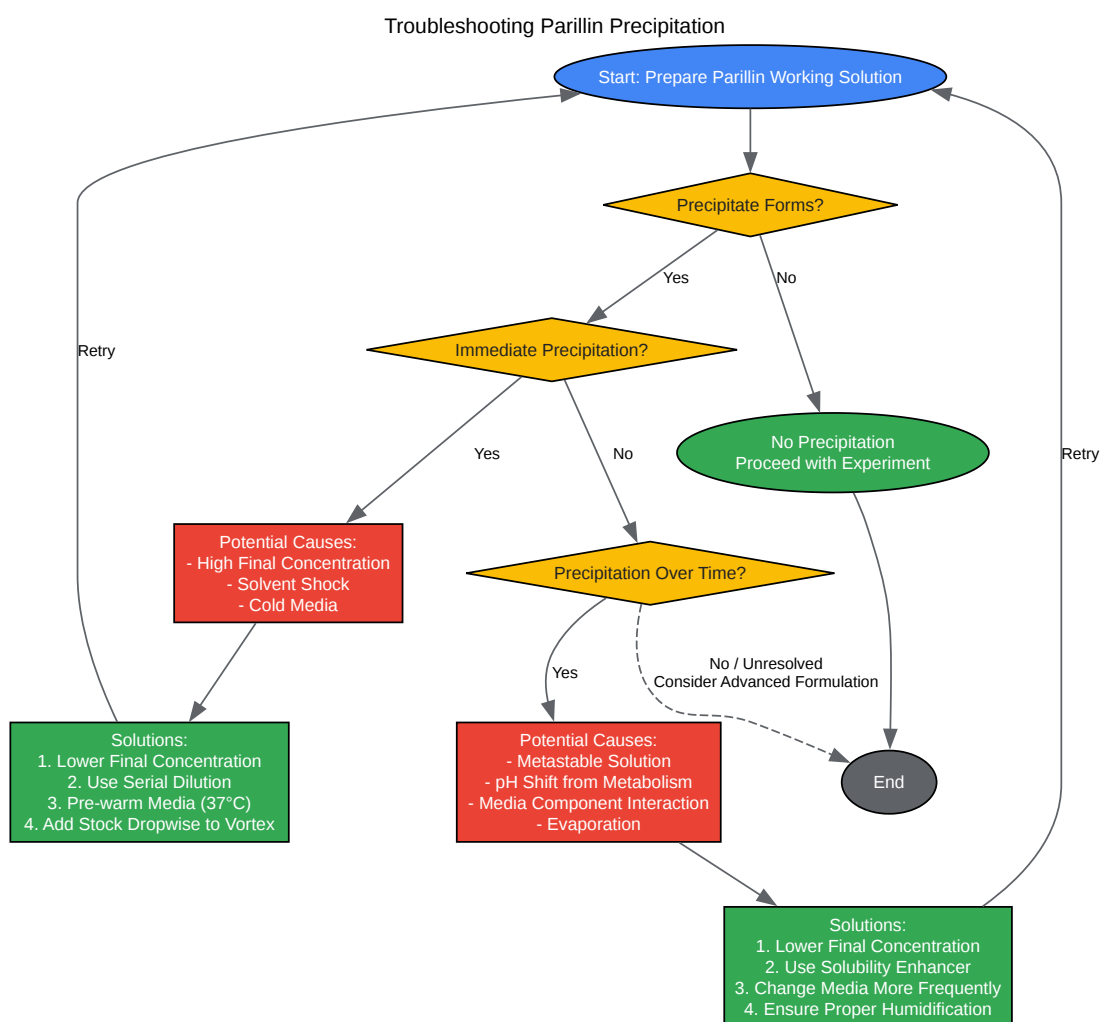 Troubleshooting Parillin Precipitation
Start: Prepare Parillin Working Solution
Precipitate Forms?
Yes
No
Immediate Precipitation?
Retry
No Precipitation
Proceed with Experiment
Yes
No
Retry
Potential Causes:
- High Final Concentration
- Solvent Shock
- Cold Media
Precipitation Over Time?
Yes
No / Unresolved
Consider Advanced Formulation
Solutions:
1. Lower Final Concentration
2. Use Serial Dilution
3. Pre-warm Media (37°C)
4. Add Stock Dropwise to Vortex
Potential Causes:
- Metastable Solution
- pH Shift from Metabolism
- Media Component Interaction
- Evaporation
End
Solutions:
1. Lower Final Concentration
2. Use Solubility Enhancer
3. Change Media More Frequently
4. Ensure Proper Humidification